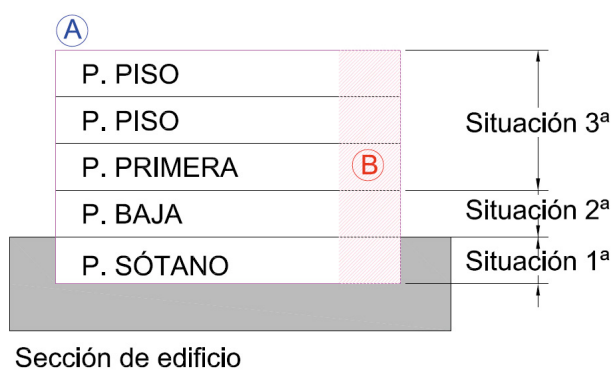 A
P. PISO
P. PISO
Situación 3ª
P. PRIMERA
B
P. BAJA
Situación 2ª
P. SÓTANO
Situación 1ª
Sección de edificio